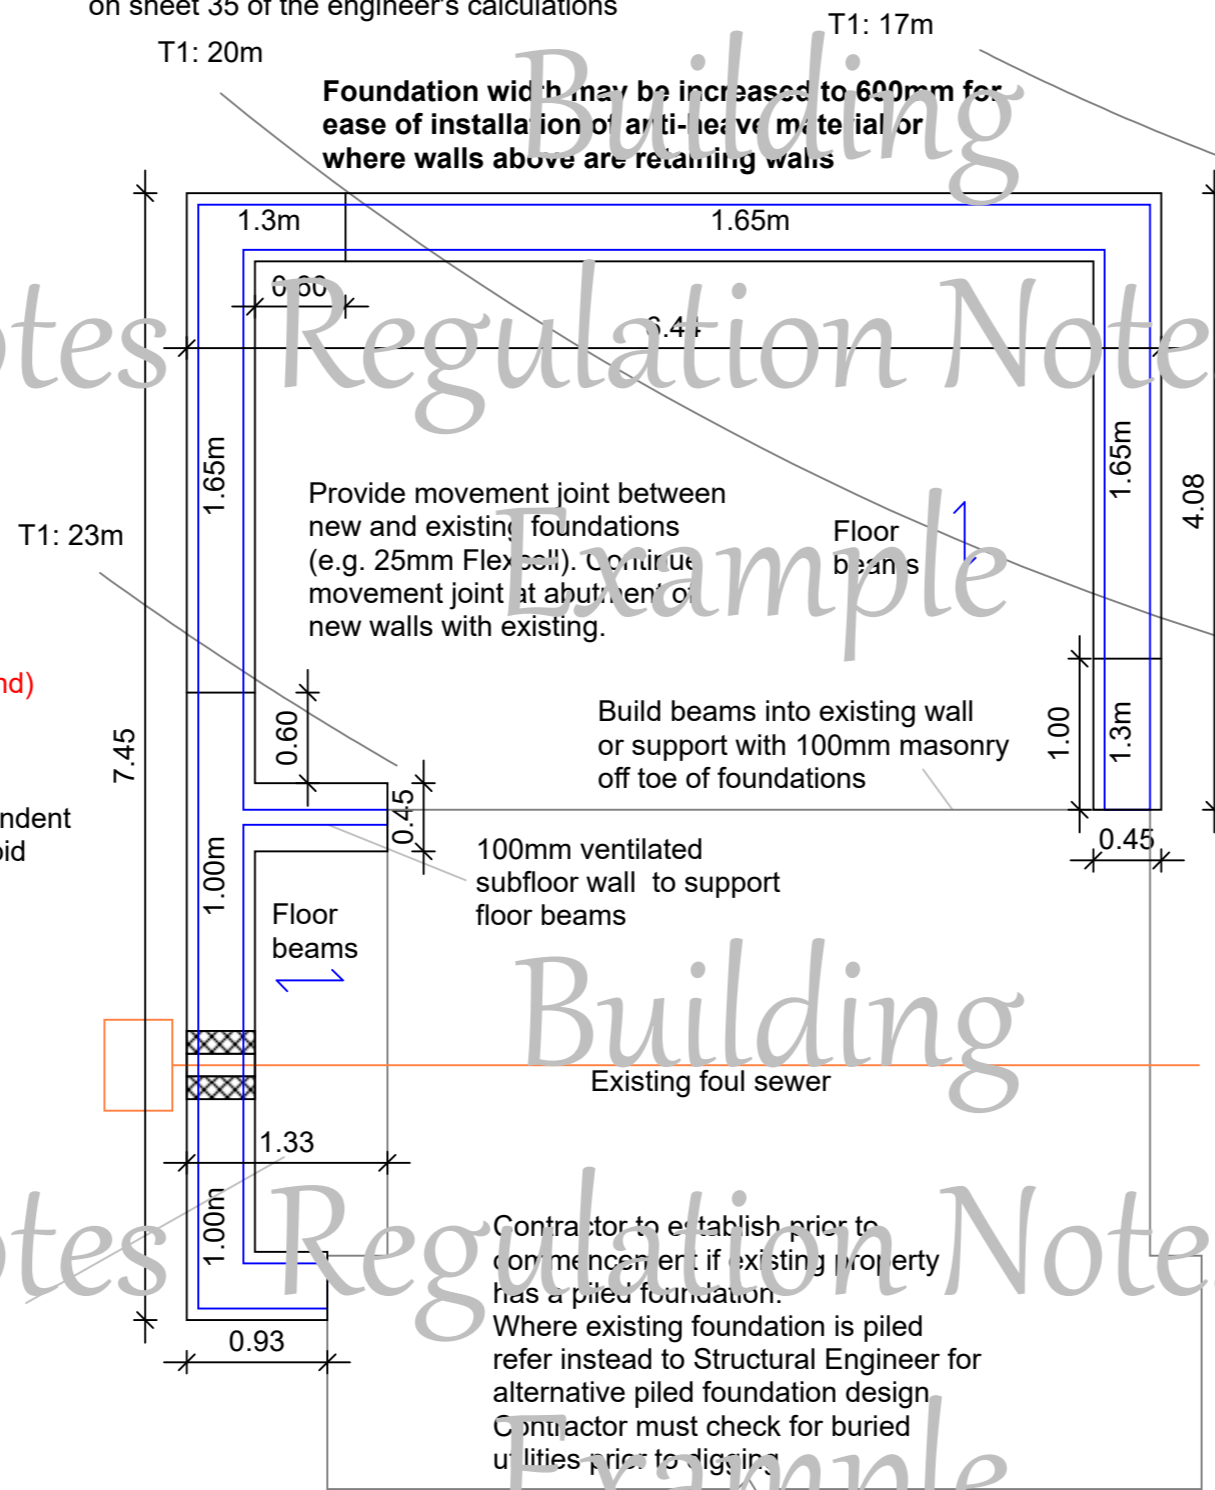 on sheet 35 of the engineer's calculations
T1: 20m
T1: 17m
Foundation width may be increased to 600mm for
ease of installation of anti-heave material or
where walls above are retaining walls
Building
1.3m
1.65m
0.60
6.44
Regulation Notes
1.65m
1.65m
4.08
Provide movement joint between
new and existing foundations
(e.g. 25mm Flexcell). Continue
movement joint at abutment of
new walls with existing.
Floor
beams
Example
T1: 23m
7.45
0.60
Build beams into existing wall
or support with 100mm masonry
off toe of foundations
1.00
1.3m
0.45
0.45
100mm ventilated
subfloor wall to support
floor beams
1.00m
Floor
beams
Building
Existing foul sewer
1.33
1.00m
Regulation Notes
Contractor to establish prior to
commencement if existing property
has a piled foundation.
Where existing foundation is piled
refer instead to Structural Engineer for
alternative piled foundation design
Contractor must check for buried
utilities prior to digging
0.93
Example